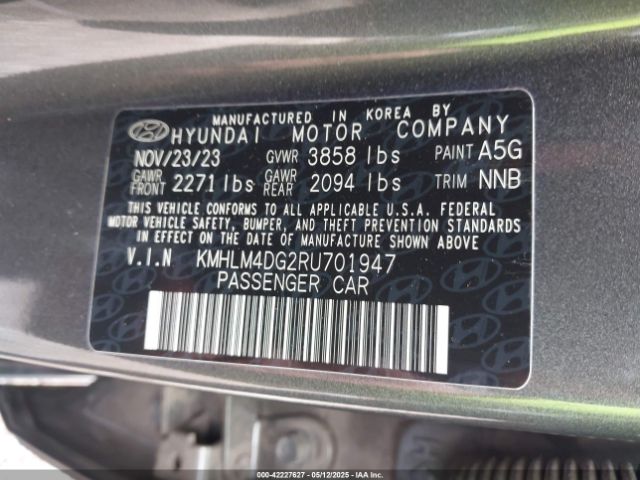 MANUFACTURED IN KOREA BY
HYUNDAI MOTOR COMPANY
NOV/23/23 GVWR 3858 lbs PAINT A5G
GAWR FRONT 2271 lbs GAWR REAR 2094 lbs TRIM NNB
THIS VEHICLE CONFORMS TO ALL APPLICABLE U.S.A. FEDERAL
MOTOR VEHICLE SAFETY, BUMPER, AND THEFT PREVENTION STANDARDS
IN EFFECT ON THE DATE OF MANUFACTURE SHOWN ABOVE.
V.I.N KMHLM4DG2RU701947
PASSENGER CAR
000-42227627 - 05/12/2025 - IAA, Inc.